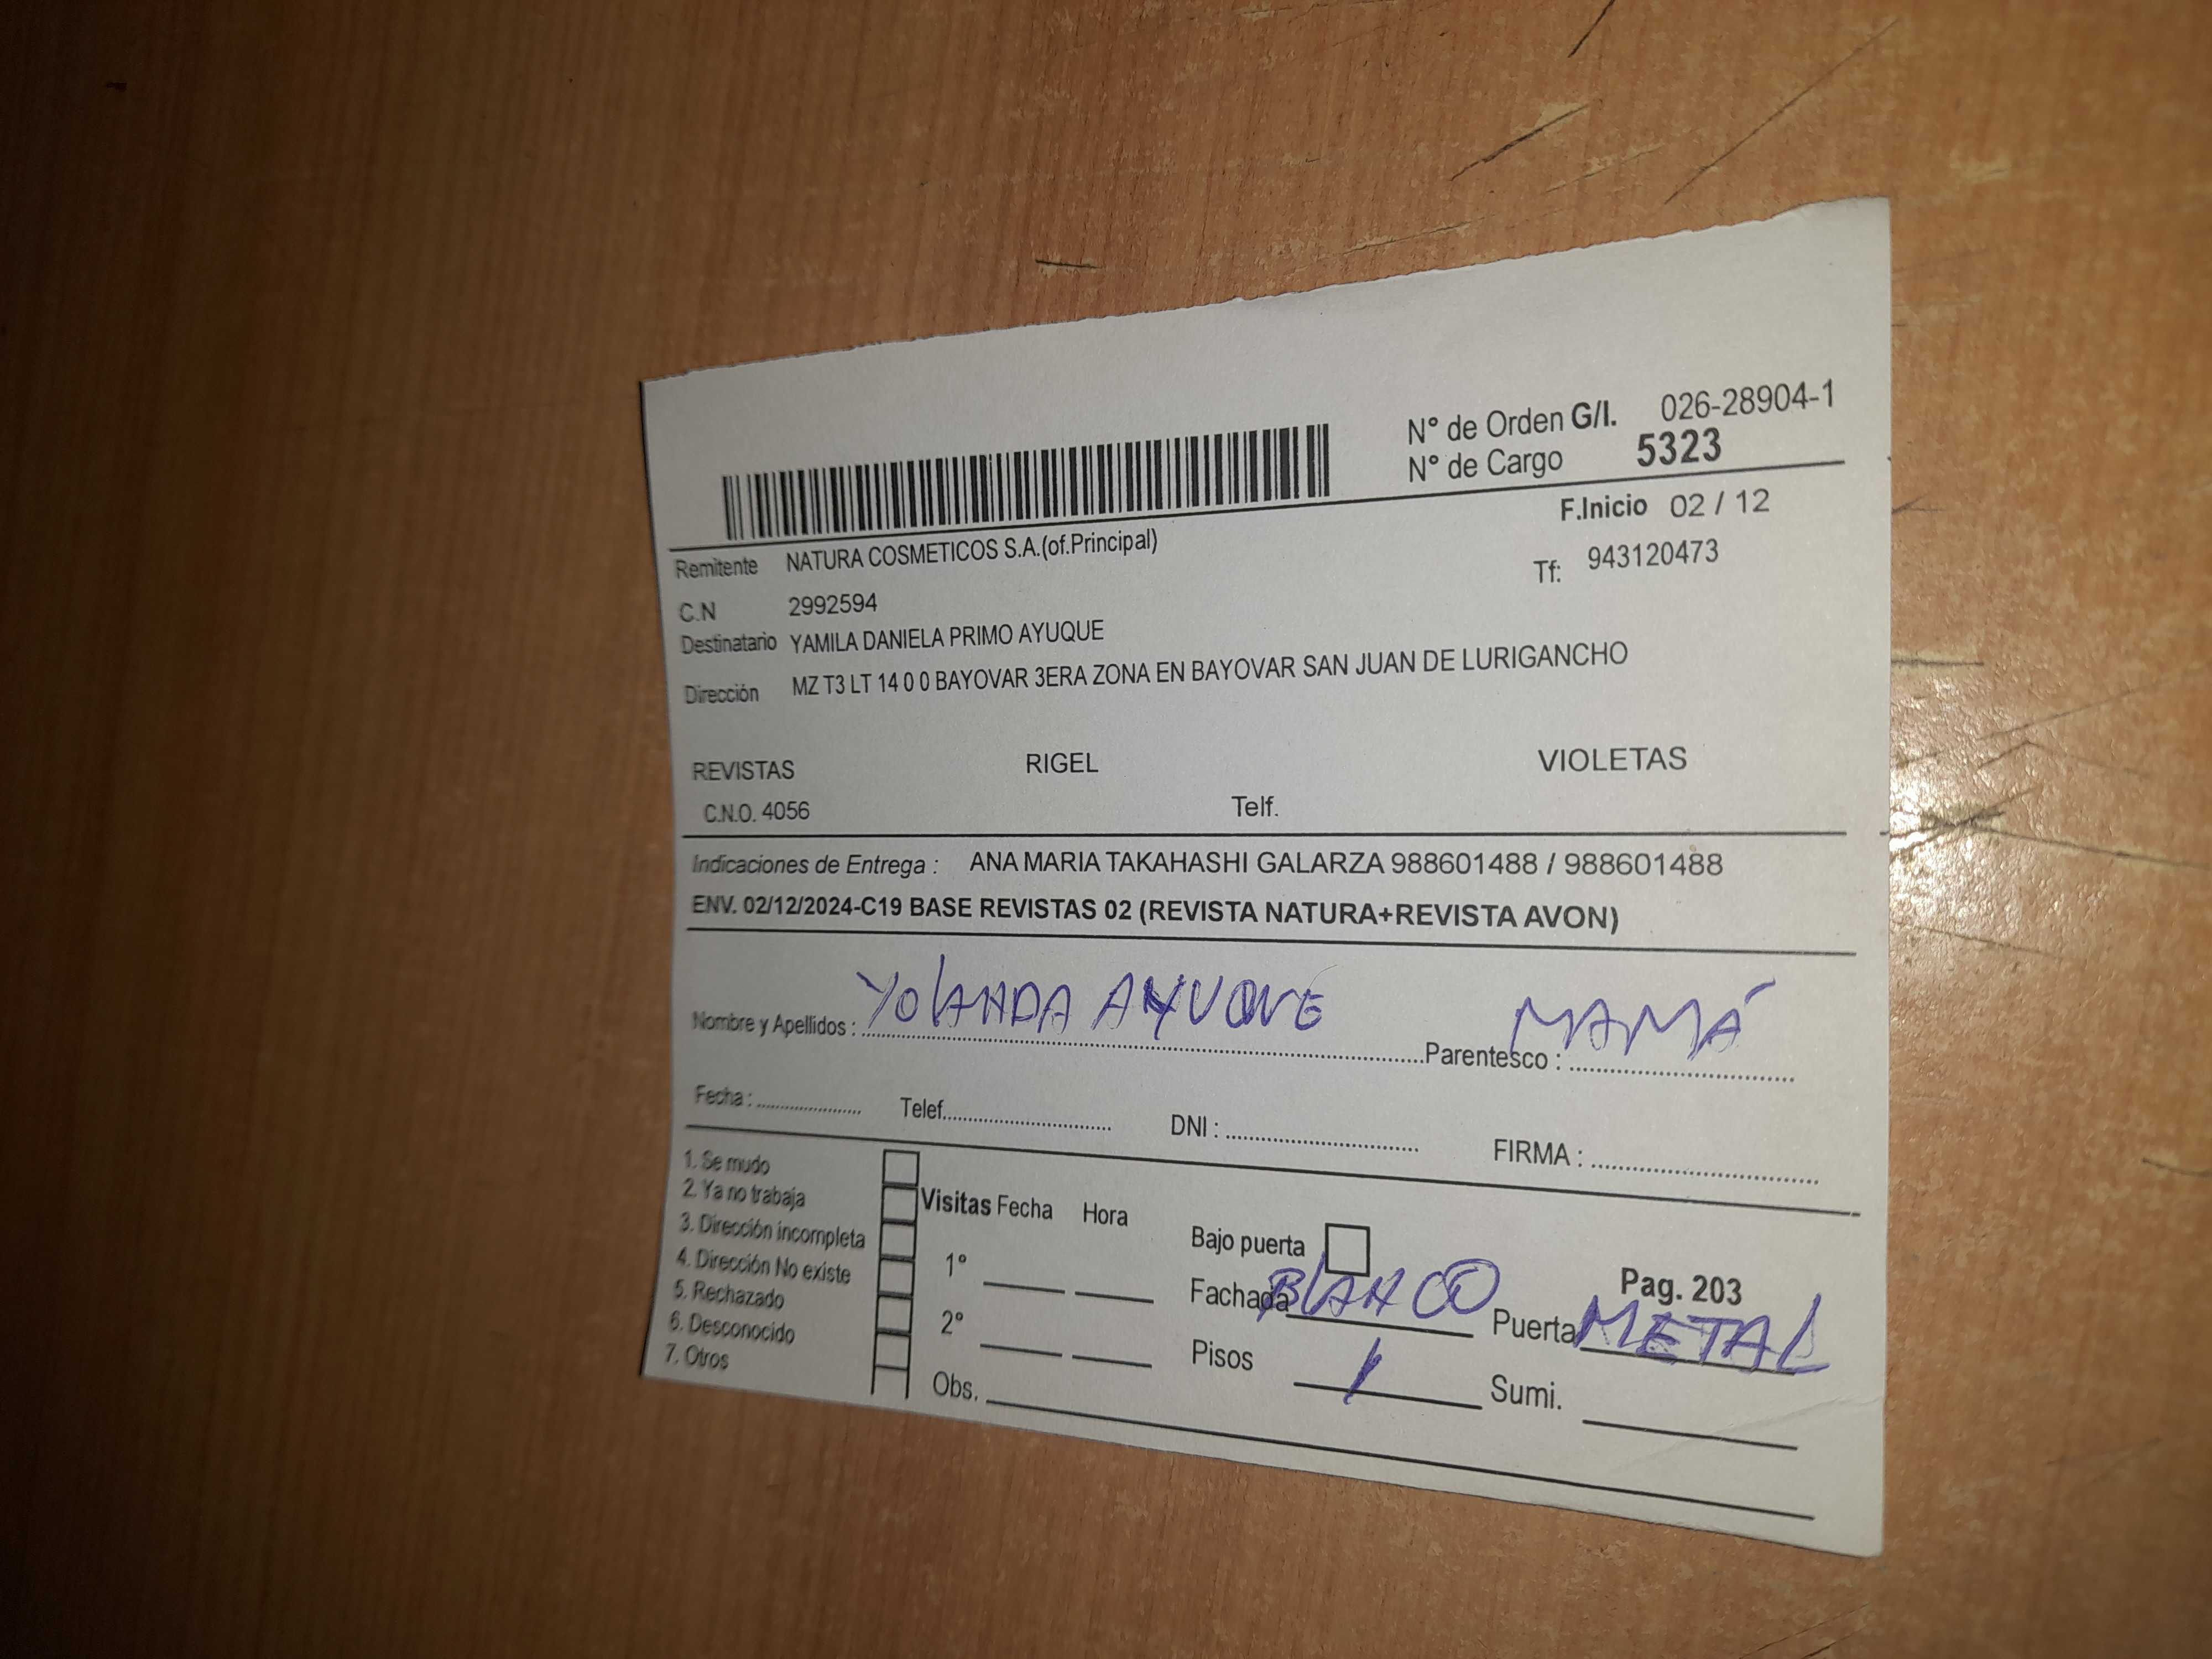 N° de Orden G/I. 026-28904-1
N° de Cargo 5323
F.Inicio 02 / 12
Remitente NATURA COSMETICOS S.A.(of.Principal)
Tf: 943120473
C.N 2992594
Destinatario YAMILA DANIELA PRIMO AYUQUE
Dirección MZ T3 LT 14 0 0 BAYOVAR 3ERA ZONA EN BAYOVAR SAN JUAN DE LURIGANCHO
REVISTAS RIGEL VIOLETAS
C.N.O. 4056 Telf.
Indicaciones de Entrega : ANA MARIA TAKAHASHI GALARZA 988601488 / 988601488
ENV. 02/12/2024-C19 BASE REVISTAS 02 (REVISTA NATURA+REVISTA AVON)
Nombre y Apellidos : YOLANDA AYUQUE Parentesco : MAMÁ
Fecha : Telef. DNI : FIRMA :
1. Se mudo
2. Ya no trabaja
3. Dirección incompleta
4. Dirección No existe
5. Rechazado
6. Desconocido
7. Otros
Visitas Fecha Hora
1°
2°
Obs.
Bajo puerta
Pag. 203
Fachada BLANCO Puerta METAL
Pisos 1 Sumi.